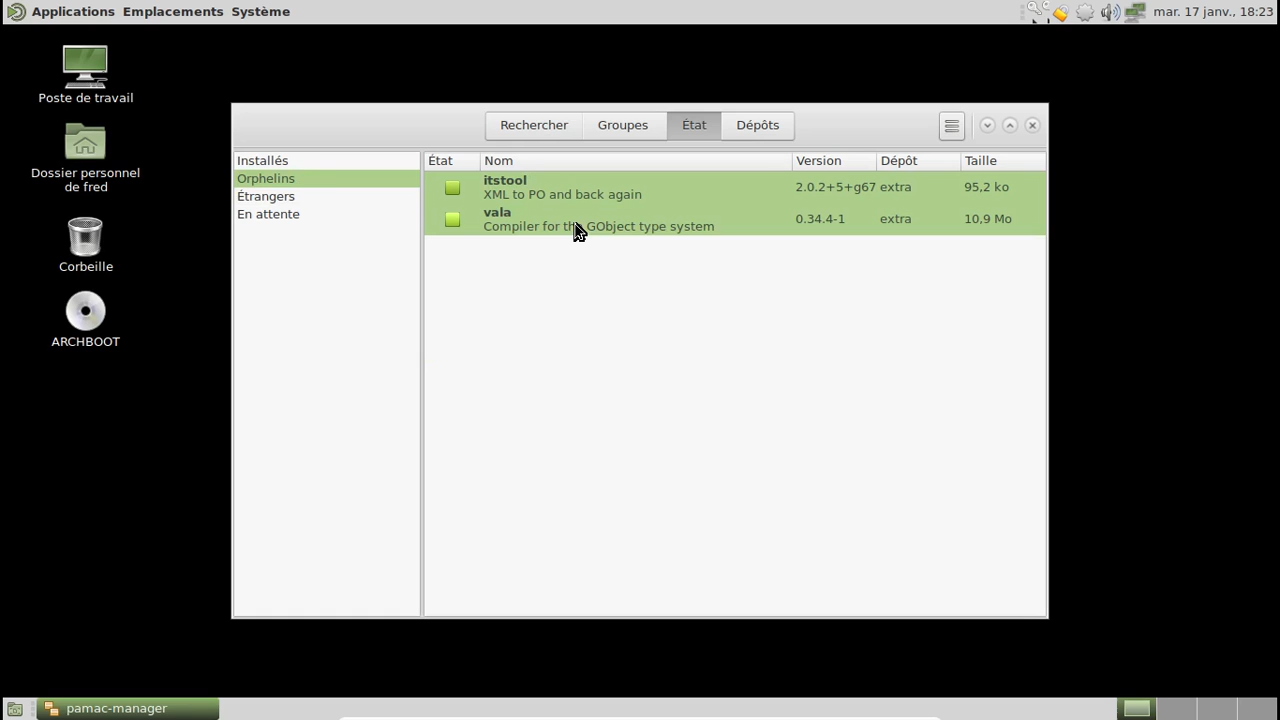 Applications Emplacements Système
mar. 17 janv., 18:23
Poste de travail
Dossier personnel
de fred
Corbeille
ARCHBOOT
Rechercher Groupes État Dépôts
Installés
Orphelins
Étrangers
En attente
État Nom Version Dépôt Taille
itstool
XML to PO and back again
2.0.2+5+g67 extra 95,2 ko
vala
Compiler for the GObject type system
0.34.4-1 extra 10,9 Mo
pamac-manager